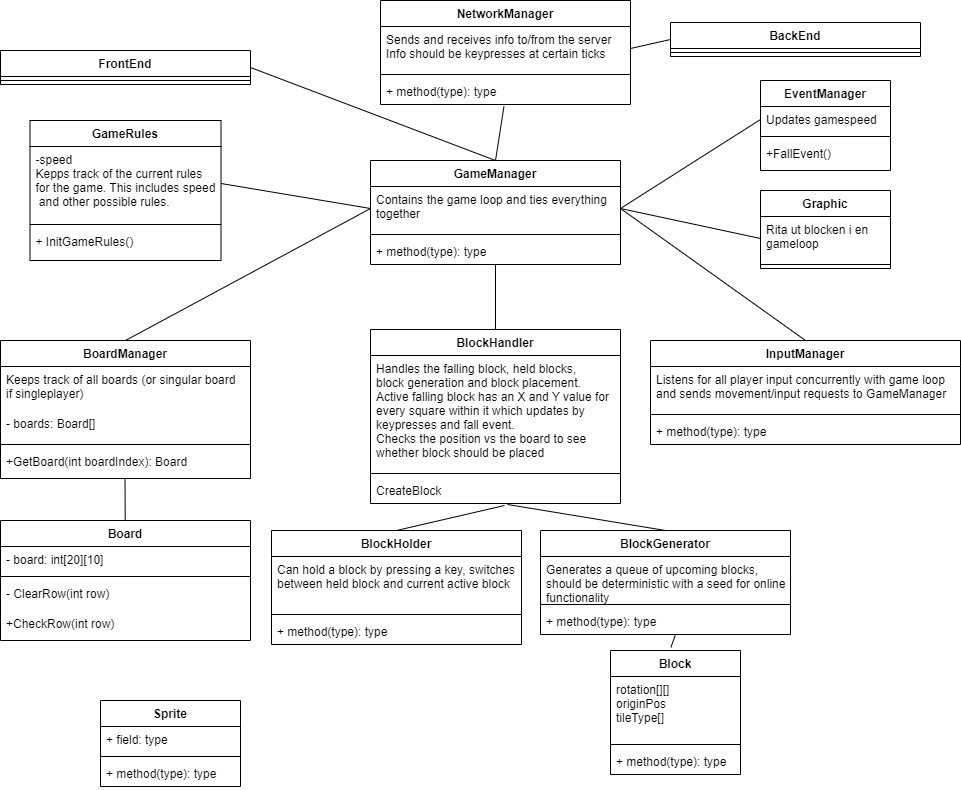 NetworkManager
Sends and receives info to/from the server
Info should be keypresses at certain ticks
+ method(type): type
BackEnd
FrontEnd
EventManager
Updates gamespeed
+FallEvent()
GameRules
-speed
Kepps track of the current rules
for the game. This includes speed
and other possible rules.
+ InitGameRules()
GameManager
Contains the game loop and ties everything
together
+ method(type): type
Graphic
Rita ut blocken i en
gameloop
BoardManager
Keeps track of all boards (or singular board
if singleplayer)
- boards: Board[]
+GetBoard(int boardIndex): Board
BlockHandler
Handles the falling block, held blocks,
block generation and block placement.
Active falling block has an X and Y value for
every square within it which updates by
keypresses and fall event.
Checks the position vs the board to see
whether block should be placed
CreateBlock
InputManager
Listens for all player input concurrently with game loop
and sends movement/input requests to GameManager
+ method(type): type
Board
- board: int[20][10]
- ClearRow(int row)
+CheckRow(int row)
BlockHolder
Can hold a block by pressing a key, switches
between held block and current active block
+ method(type): type
BlockGenerator
Generates a queue of upcoming blocks,
should be deterministic with a seed for online
functionality
+ method(type): type
Block
rotation[][]
originPos
tileType[]
+ method(type): type
Sprite
+ field: type
+ method(type): type